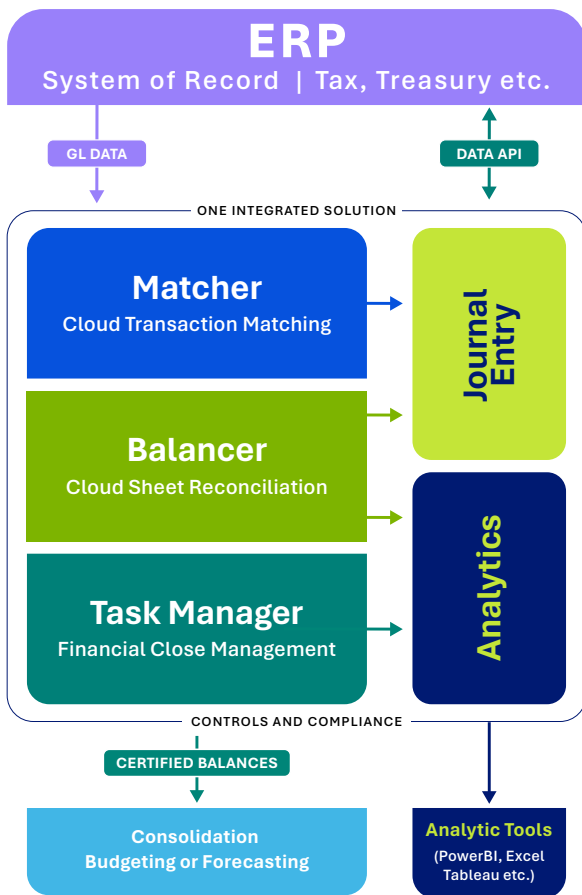 ERP
System of Record | Tax, Treasury etc.
GL DATA
DATA API
ONE INTEGRATED SOLUTION
Matcher
Cloud Transaction Matching
Journal
Entry
Balancer
Cloud Sheet Reconciliation
Analytics
Task Manager
Financial Close Management
CONTROLS AND COMPLIANCE
CERTIFIED BALANCES
Consolidation
Budgeting or Forecasting
Analytic Tools
(PowerBI, Excel
Tableau etc.)